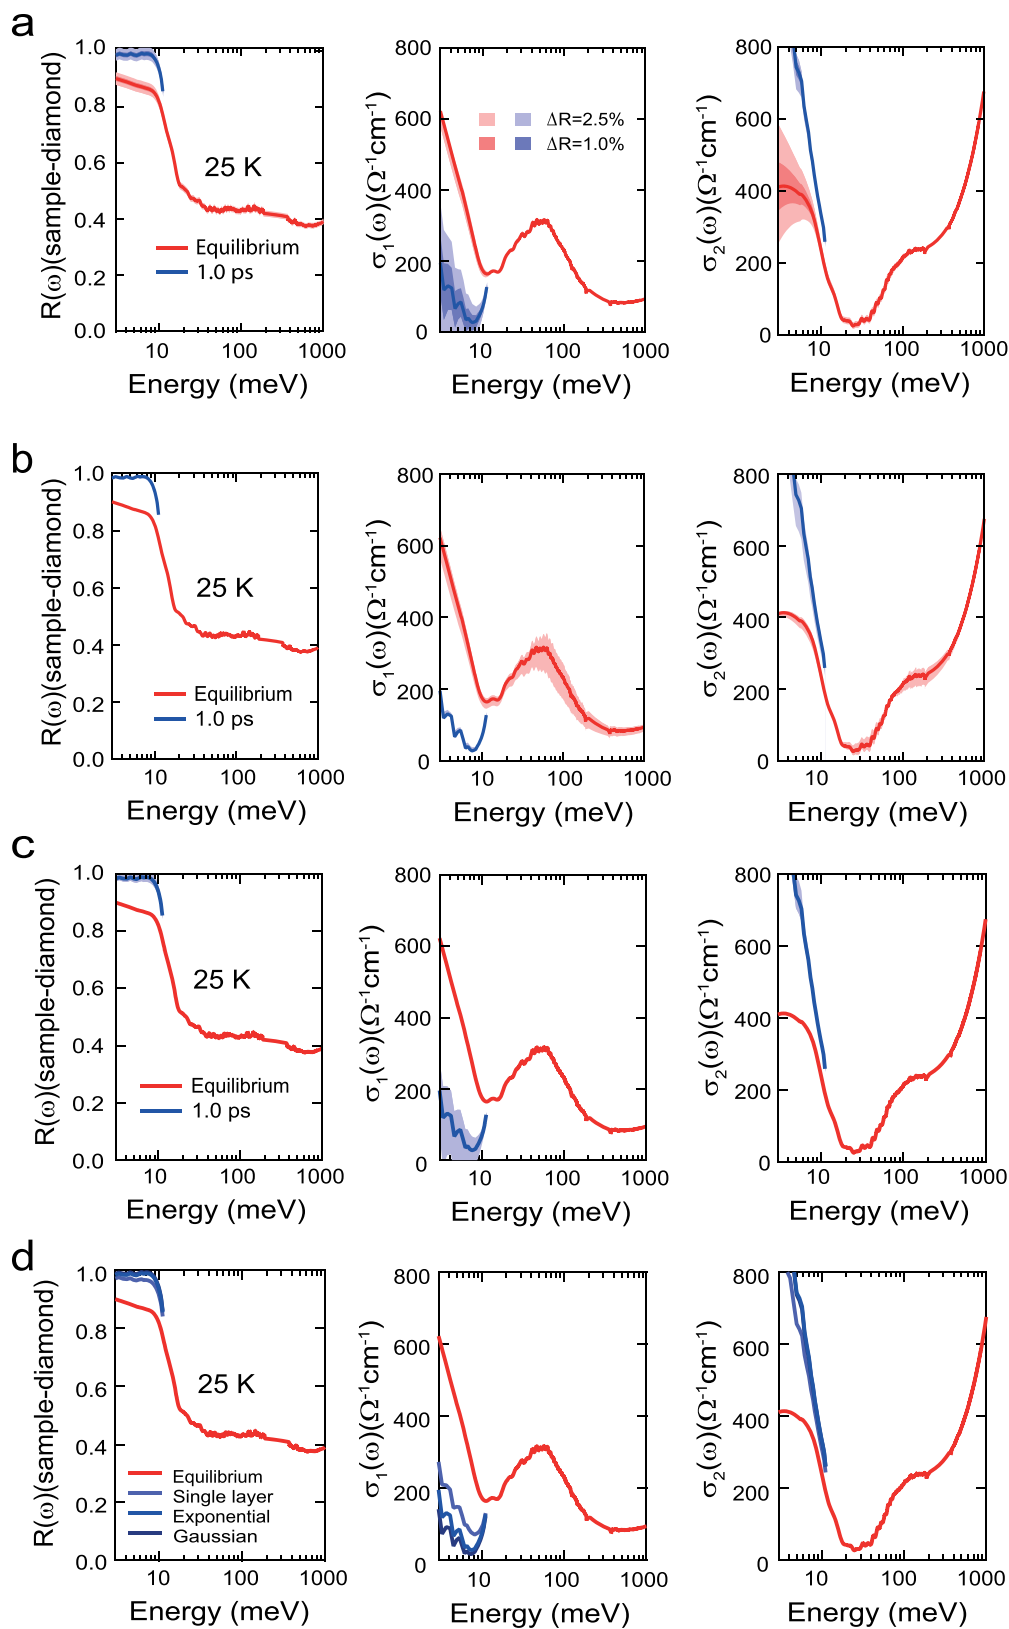 a
R(ω)(sample-diamond)
1.0
0.8
0.6
0.4
0.2
0.0
25 K
Equilibrium
1.0 ps
10 100 1000
Energy (meV)
σ1(ω)(Ω-1cm-1)
800
600
400
200
0
ΔR=2.5%
ΔR=1.0%
10 100 1000
Energy (meV)
σ2(ω)(Ω-1cm-1)
800
600
400
200
0
10 100 1000
Energy (meV)
b
R(ω)(sample-diamond)
1.0
0.8
0.6
0.4
0.2
0.0
25 K
Equilibrium
1.0 ps
10 100 1000
Energy (meV)
σ1(ω)(Ω-1cm-1)
800
600
400
200
0
10 100 1000
Energy (meV)
σ2(ω)(Ω-1cm-1)
800
600
400
200
0
10 100 1000
Energy (meV)
c
R(ω)(sample-diamond)
1.0
0.8
0.6
0.4
0.2
0.0
25 K
Equilibrium
1.0 ps
10 100 1000
Energy (meV)
σ1(ω)(Ω-1cm-1)
800
600
400
200
0
10 100 1000
Energy (meV)
σ2(ω)(Ω-1cm-1)
800
600
400
200
0
10 100 1000
Energy (meV)
d
R(ω)(sample-diamond)
1.0
0.8
0.6
0.4
0.2
0.0
25 K
Equilibrium
Single layer
Exponential
Gaussian
10 100 1000
Energy (meV)
σ1(ω)(Ω-1cm-1)
800
600
400
200
0
10 100 1000
Energy (meV)
σ2(ω)(Ω-1cm-1)
800
600
400
200
0
10 100 1000
Energy (meV)